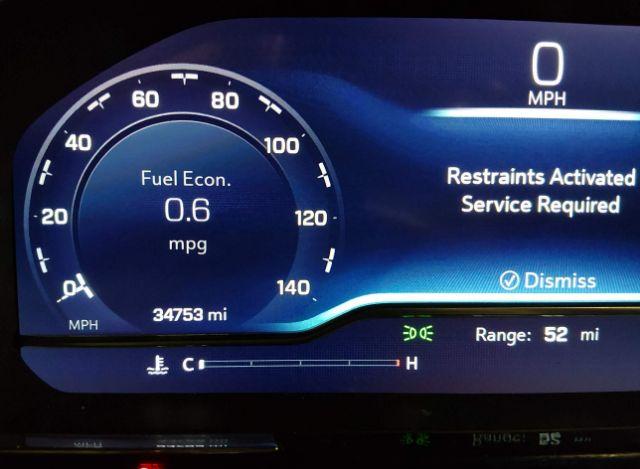 0
MPH
60
80
40
100
20
120
0
140
Fuel Econ.
0.6
mpg
34753 mi
MPH
Restraints Activated
Service Required
Dismiss
Range: 52 mi
C
H